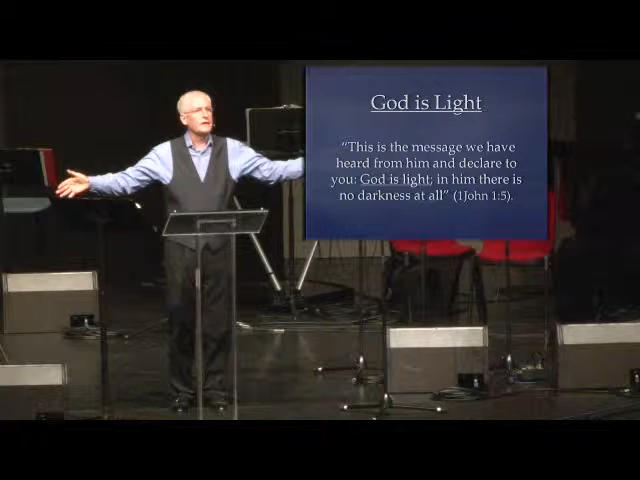 God is Light
“This is the message we have
heard from him and declare to
you: God is light; in him there is
no darkness at all” (1John 1:5).